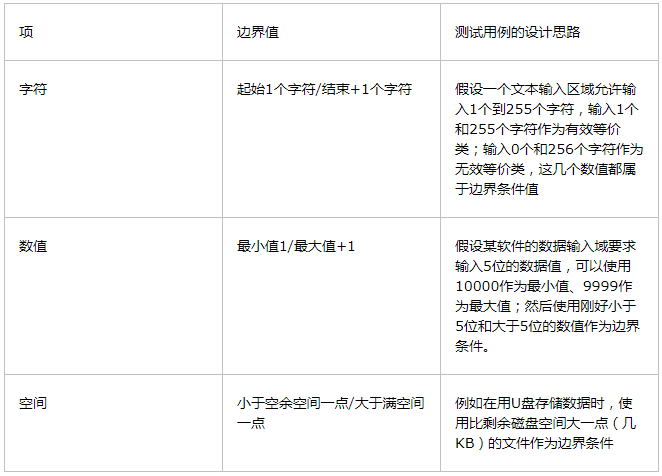 项
边界值
测试用例的设计思路
字符
起始1个字符/结束+1个字符
假设一个文本输入区域允许输
入1个到255个字符，输入1个
和255个字符作为有效等价
类；输入0个和256个字符作为
无效等价类，这几个数值都属
于边界条件值
数值
最小值1/最大值+1
假设某软件的数据输入域要求
输入5位的数据值，可以使用
10000作为最小值、9999作
为最大值；然后使用刚好小于
5位和大于5位的数值作为边界
条件。
空间
小于空余空间一点/大于满空间
一点
例如在用U盘存储数据时，使
用比剩余磁盘空间大一点（几
KB）的文件作为边界条件